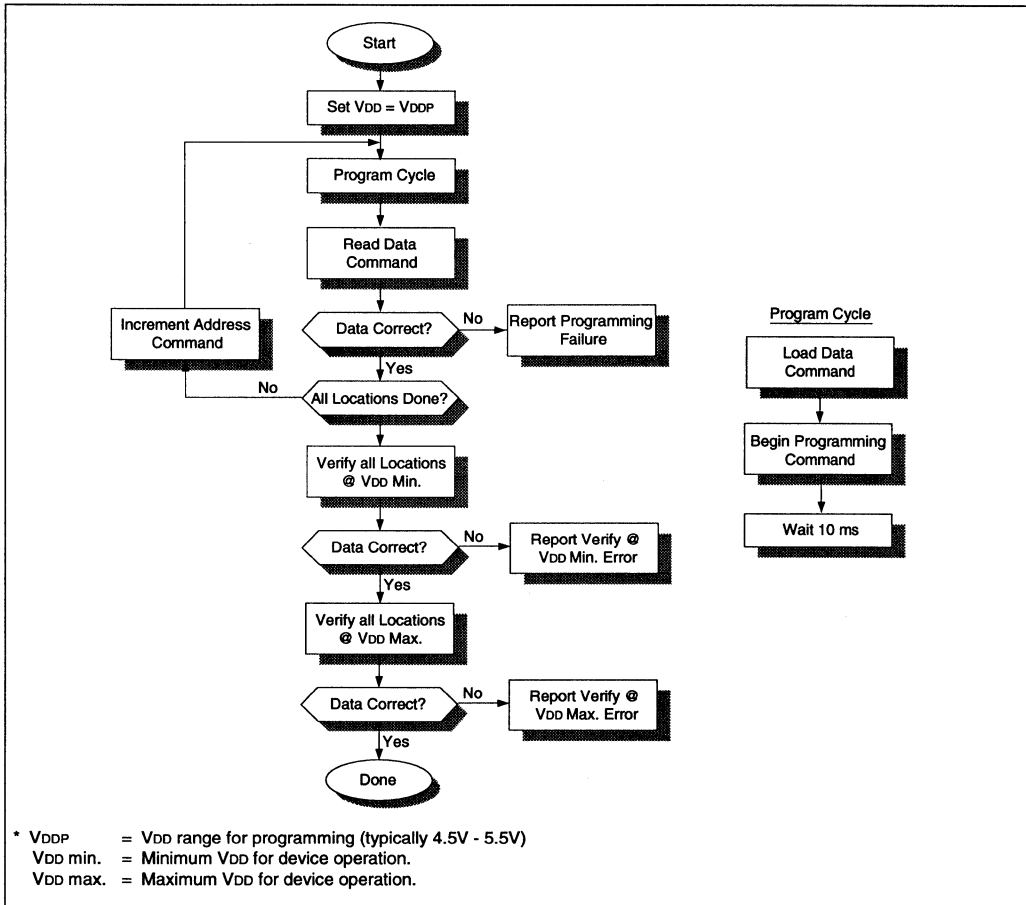 Start
Set VDD = VDDP
Program Cycle
Read Data
Command
Increment Address
Command
Data Correct?
No
Report Programming
Failure
Yes
No
All Locations Done?
Verify all Locations
@ VDD Min.
Data Correct?
No
Report Verify @
VDD Min. Error
Yes
Verify all Locations
@ VDD Max.
Data Correct?
No
Report Verify @
VDD Max. Error
Yes
Done
Program Cycle
Load Data
Command
Begin Programming
Command
Wait 10 ms
* VDDP = VDD range for programming (typically 4.5V - 5.5V)
VDD min. = Minimum VDD for device operation.
VDD max. = Maximum VDD for device operation.